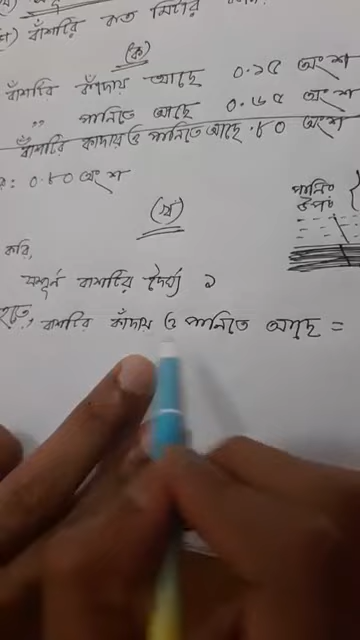 বাঁশটির কত মিটার
(ক)
বাঁশটির কাঁদায় আছে ০.১৫ অংশ
,, পানিতে আছে ০.৬৫ অংশ
বাঁশটির কাদায় ও পানিতে আছে .৮০ অংশ
: ০.৮০ অংশ
(খ)
পানির
উপর
করি,
সম্পূর্ন বাশটির দৈর্ঘ্য ১
হতে, বাশটির কাঁদায় ও পানিতে আছে =